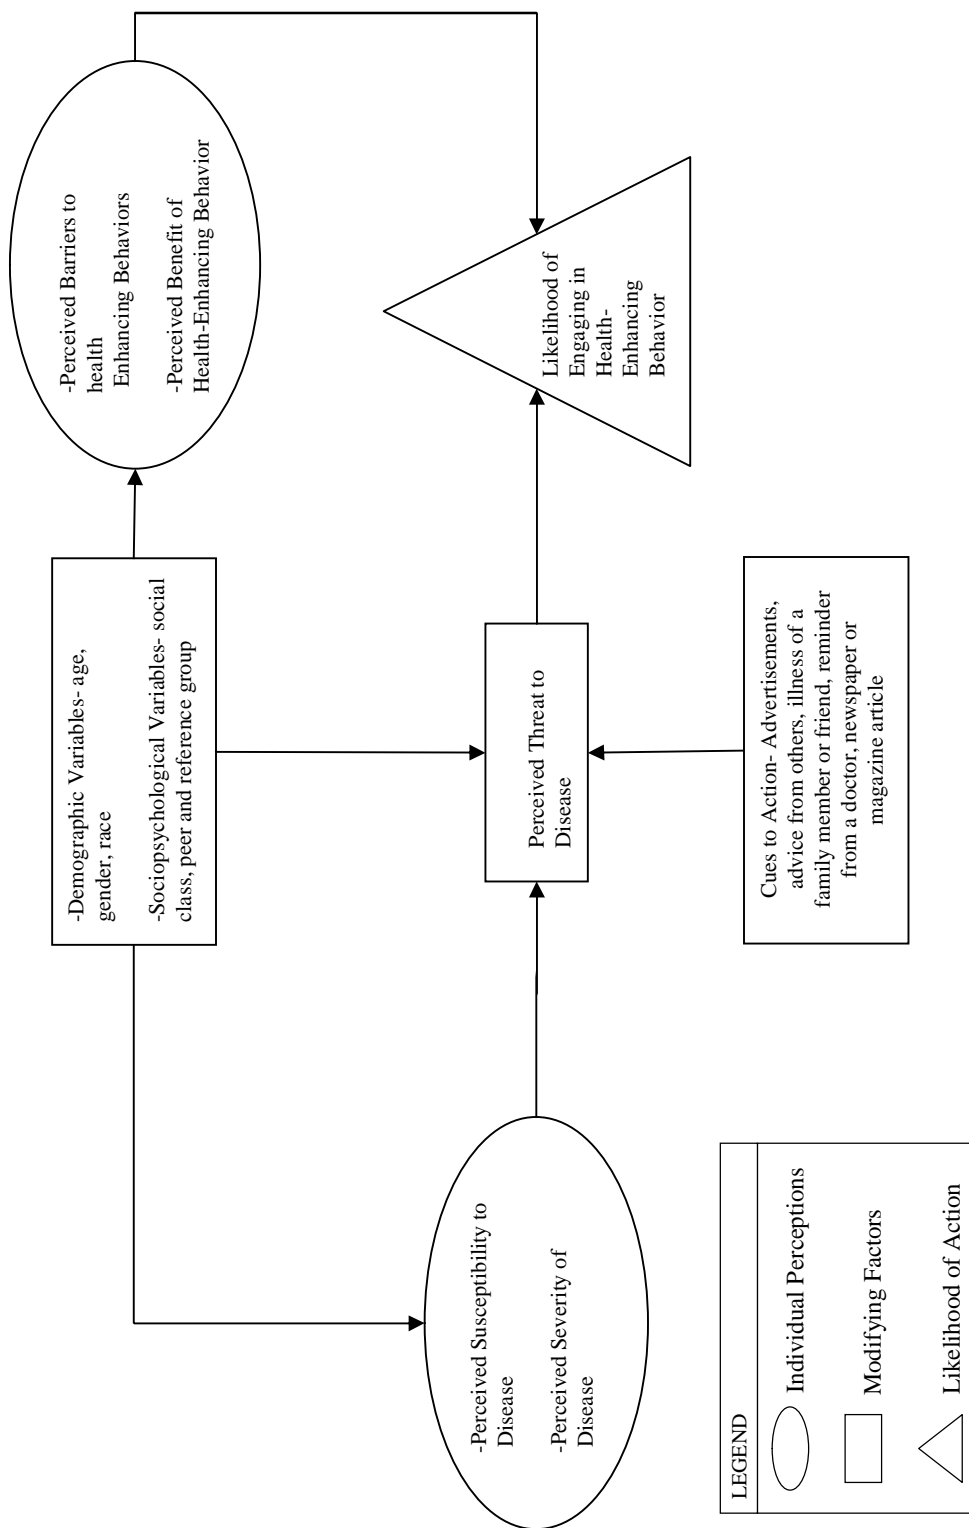 -Demographic Variables- age,
gender, race
-Sociopsychological Variables- social
class, peer and reference group
-Perceived Barriers to
health
Enhancing Behaviors
-Perceived Benefit of
Health-Enhancing Behavior
-Perceived Susceptibility to
Disease
-Perceived Severity of
Disease
Perceived Threat to
Disease
Likelihood of
Engaging in
Health-
Enhancing
Behavior
Cues to Action- Advertisements,
advice from others, illness of a
family member or friend, reminder
from a doctor, newspaper or
magazine article
LEGEND
Individual Perceptions
Modifying Factors
Likelihood of Action